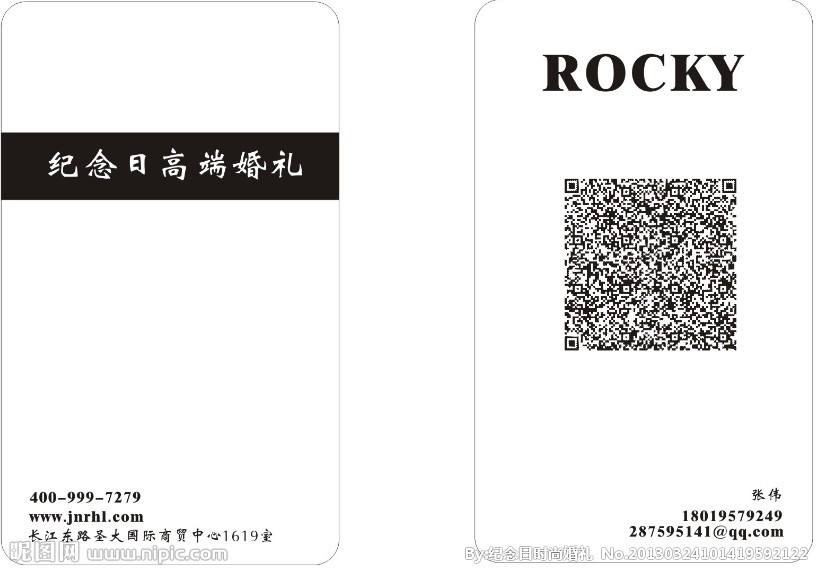 纪念日高端婚礼
400-999-7279
www.jnrhl.com
长江东路圣大国际商贸中心1619室
昵图网 www.nipic.com
ROCKY
张伟
18019579249
287595141@qq.com
By:纪念日时尚婚礼 No.20130324101419592122